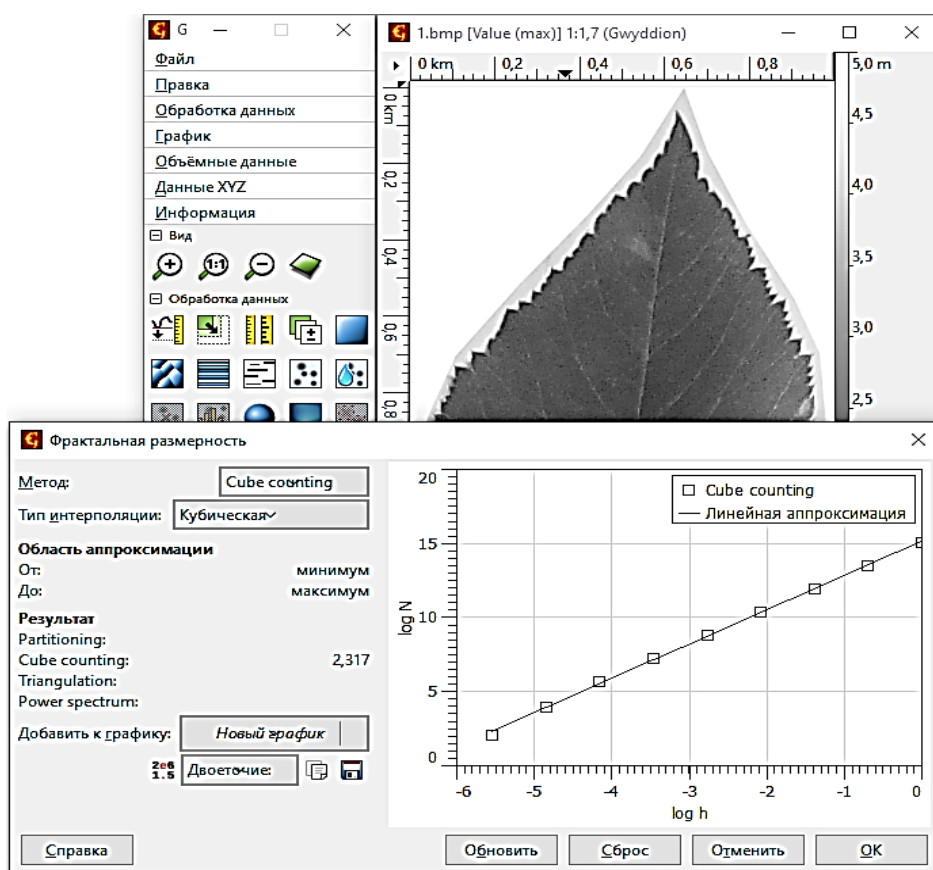 G
Файл
Правка
Обработка данных
График
Объёмные данные
Данные XYZ
Информация
Вид
1:1
Обработка данных
1.bmp [Value (max)] 1:1,7 (Gwyddion)
0 km 0,2 0,4 0,6 0,8
0 km
0,2
0,4
0,6
0,8
5,0 m
4,5
4,0
3,5
3,0
2,5
Фрактальная размерность
Метод: Cube counting
Тип интерполяции: Кубическая
Область аппроксимации
От: минимум
До: максимум
Результат
Partitioning:
Cube counting: 2,317
Triangulation:
Power spectrum:
Добавить к графику: Новый график
2e6
1.5
Двоеточие:
Cube counting
Линейная аппроксимация
20
15
10
5
0
log N
-6 -5 -4 -3 -2 -1 0
log h
Справка Обновить Сброс Отменить OK